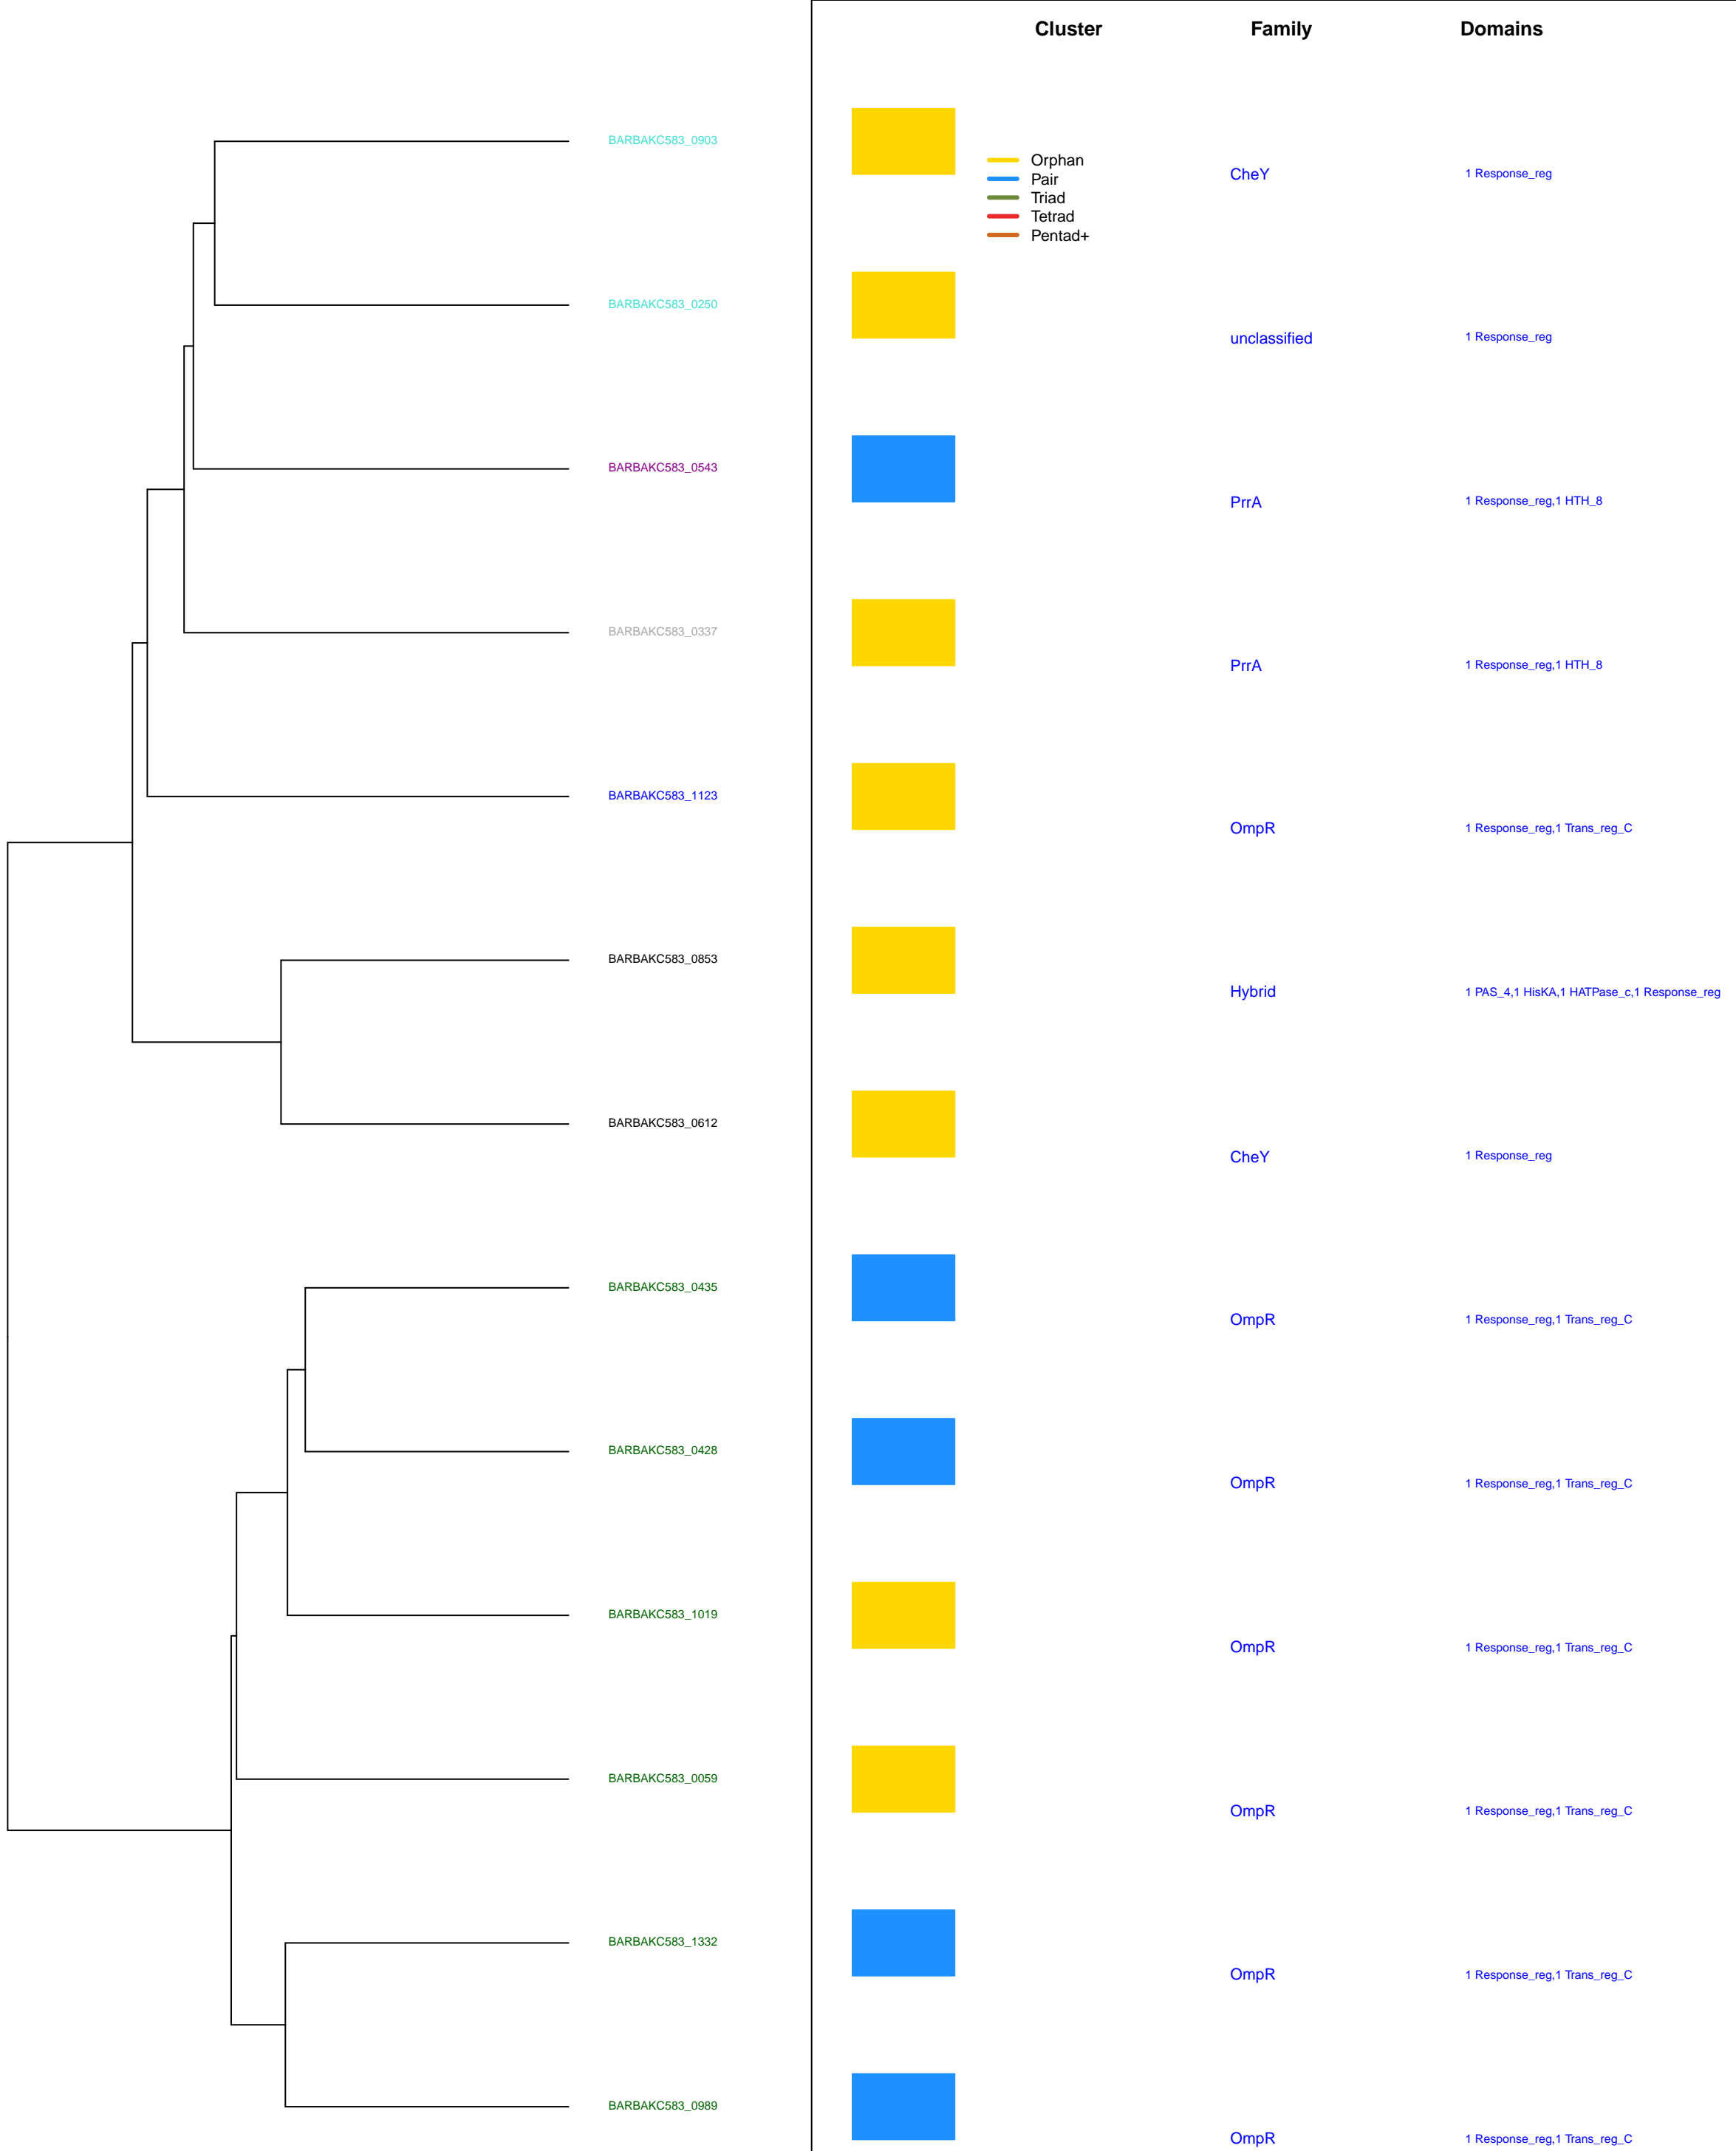 Cluster Family Domains
BARBAKC583_0903
Orphan
Pair
Triad
Tetrad
Pentad+
CheY 1 Response_reg
BARBAKC583_0250
unclassified 1 Response_reg
BARBAKC583_0543
PrrA 1 Response_reg,1 HTH_8
BARBAKC583_0337
PrrA 1 Response_reg,1 HTH_8
BARBAKC583_1123
OmpR 1 Response_reg,1 Trans_reg_C
BARBAKC583_0853
Hybrid 1 PAS_4,1 HisKA,1 HATPase_c,1 Response_reg
BARBAKC583_0612
CheY 1 Response_reg
BARBAKC583_0435
OmpR 1 Response_reg,1 Trans_reg_C
BARBAKC583_0428
OmpR 1 Response_reg,1 Trans_reg_C
BARBAKC583_1019
OmpR 1 Response_reg,1 Trans_reg_C
BARBAKC583_0059
OmpR 1 Response_reg,1 Trans_reg_C
BARBAKC583_1332
OmpR 1 Response_reg,1 Trans_reg_C
BARBAKC583_0989
OmpR 1 Response_reg,1 Trans_reg_C